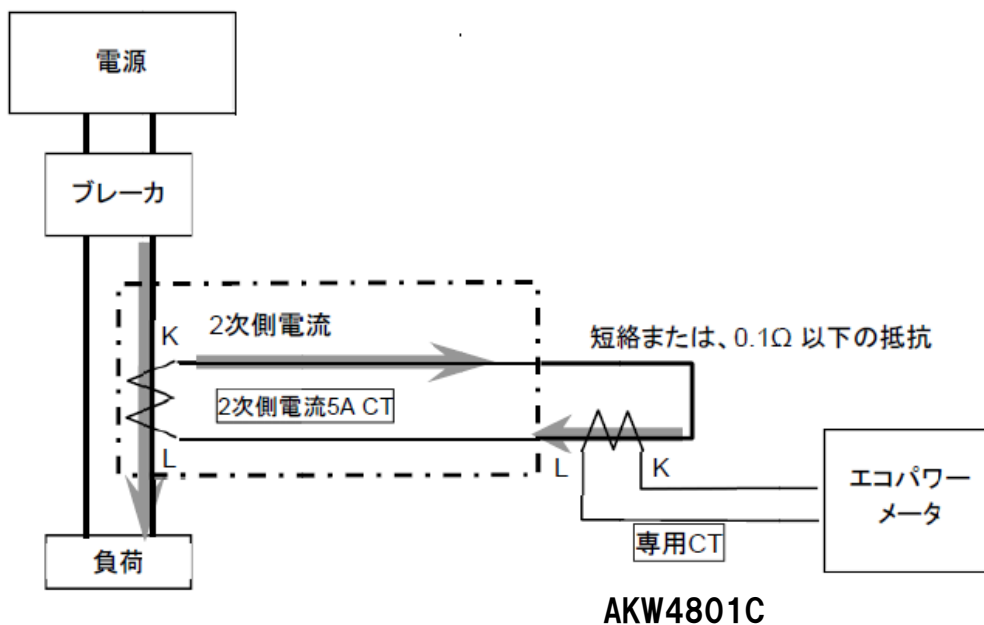 電源
ブレーカ
K
2次側電流
短絡または、0.1Ω 以下の抵抗
2次側電流5A CT
L
L
K
エコパワー
メータ
専用CT
負荷
AKW4801C